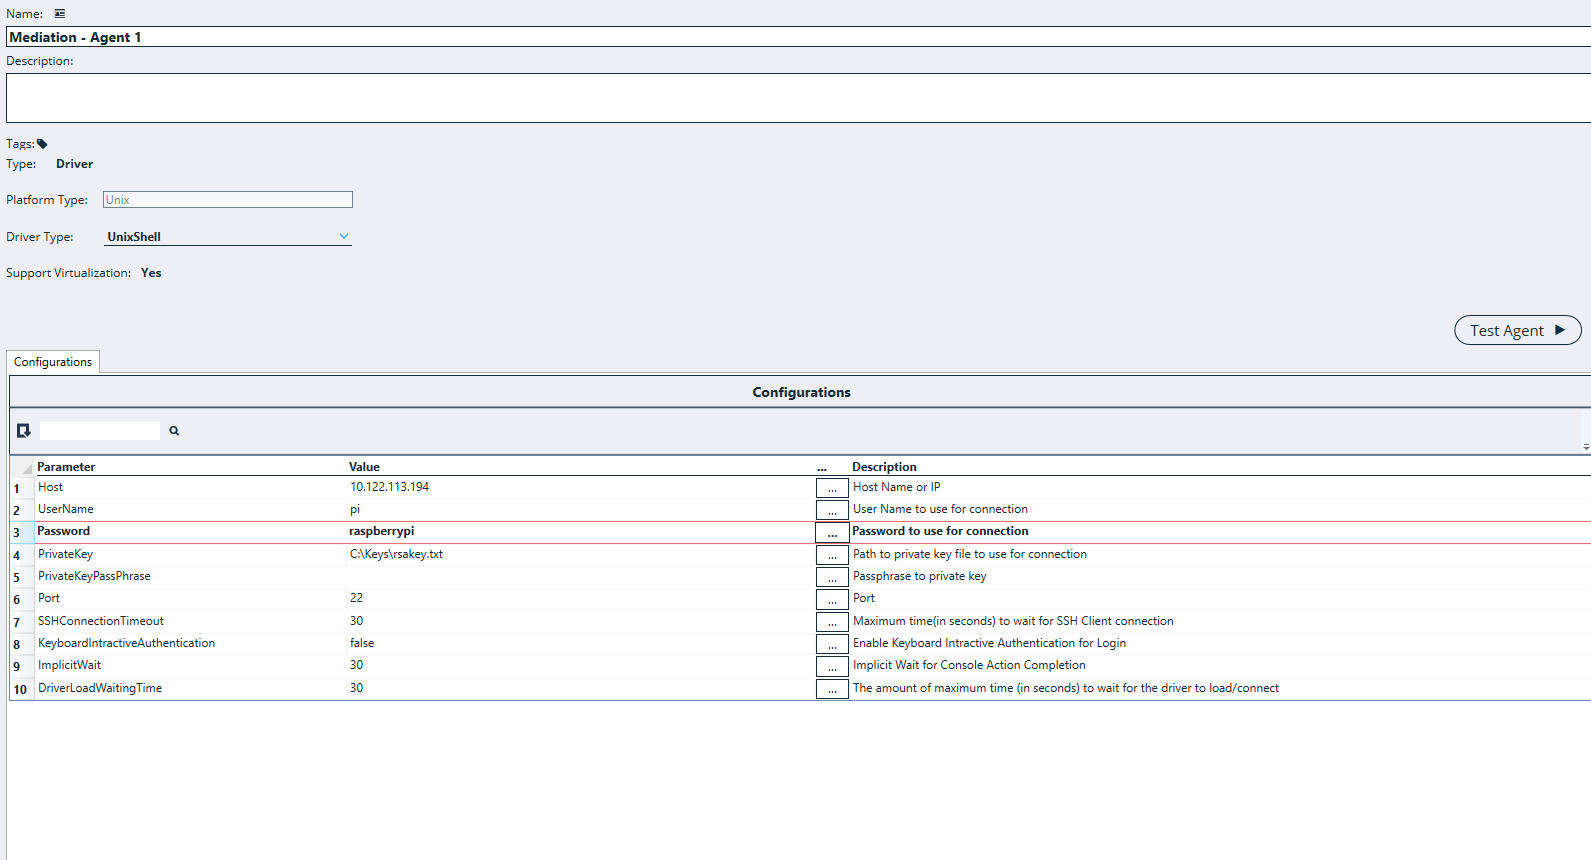 Name:
Mediation - Agent 1
Description:
Tags:
Type: Driver
Platform Type: Unix
Driver Type: UnixShell
Support Virtualization: Yes
Test Agent
Configurations
Configurations
Parameter Value ... Description
1 Host 10.122.113.194 ... Host Name or IP
2 UserName pi ... User Name to use for connection
3 Password raspberrypi ... Password to use for connection
4 PrivateKey C:\Keys\rsakey.txt ... Path to private key file to use for connection
5 PrivateKeyPassPhrase ... Passphrase to private key
6 Port 22 ... Port
7 SSHConnectionTimeout 30 ... Maximum time(in seconds) to wait for SSH Client connection
8 KeyboardIntractiveAuthentication false ... Enable Keyboard Intractive Authentication for Login
9 ImplicitWait 30 ... Implicit Wait for Console Action Completion
10 DriverLoadWaitingTime 30 ... The amount of maximum time (in seconds) to wait for the driver to load/connect